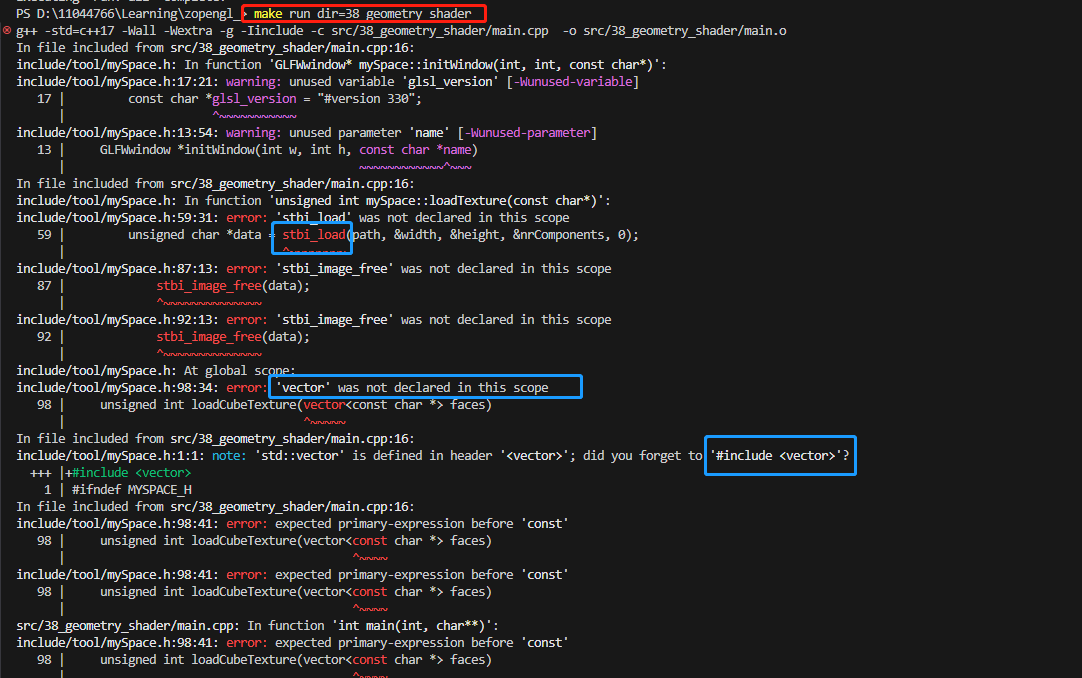 PS D:\11044766\Learning\zopengl_> make run dir=38_geometry_shader
g++ -std=c++17 -Wall -Wextra -g -Iinclude -c src/38_geometry_shader/main.cpp  -o src/38_geometry_shader/main.o
In file included from src/38_geometry_shader/main.cpp:16:
include/tool/mySpace.h: In function 'GLFWwindow* mySpace::initWindow(int, int, const char*)':
include/tool/mySpace.h:17:21: warning: unused variable 'glsl_version' [-Wunused-variable]
   17 |         const char *glsl_version = "#version 330";
      |                     ^~~~~~~~~~~~
include/tool/mySpace.h:13:54: warning: unused parameter 'name' [-Wunused-parameter]
   13 |     GLFWwindow *initWindow(int w, int h, const char *name)
      |                                          ~~~~~~~~~~~~^~~~
In file included from src/38_geometry_shader/main.cpp:16:
include/tool/mySpace.h: In function 'unsigned int mySpace::loadTexture(const char*)':
include/tool/mySpace.h:59:31: error: 'stbi_load' was not declared in this scope
   59 |         unsigned char *data = stbi_load(path, &width, &height, &nrComponents, 0);
      |                               ^~~~~~~~~
include/tool/mySpace.h:87:13: error: 'stbi_image_free' was not declared in this scope
   87 |             stbi_image_free(data);
      |             ^~~~~~~~~~~~~~~
include/tool/mySpace.h:92:13: error: 'stbi_image_free' was not declared in this scope
   92 |             stbi_image_free(data);
      |             ^~~~~~~~~~~~~~~
include/tool/mySpace.h: At global scope:
include/tool/mySpace.h:98:34: error: 'vector' was not declared in this scope
   98 |     unsigned int loadCubeTexture(vector<const char *> faces)
      |                                  ^~~~~~
In file included from src/38_geometry_shader/main.cpp:16:
include/tool/mySpace.h:1:1: note: 'std::vector' is defined in header '<vector>'; did you forget to '#include <vector>'?
  +++ |+#include <vector>
    1 | #ifndef MYSPACE_H
In file included from src/38_geometry_shader/main.cpp:16:
include/tool/mySpace.h:98:41: error: expected primary-expression before 'const'
   98 |     unsigned int loadCubeTexture(vector<const char *> faces)
      |                                         ^~~~~
include/tool/mySpace.h:98:41: error: expected primary-expression before 'const'
   98 |     unsigned int loadCubeTexture(vector<const char *> faces)
      |                                         ^~~~~
src/38_geometry_shader/main.cpp: In function 'int main(int, char**)':
include/tool/mySpace.h:98:41: error: expected primary-expression before 'const'
   98 |     unsigned int loadCubeTexture(vector<const char *> faces)
      |                                         ^~~~~